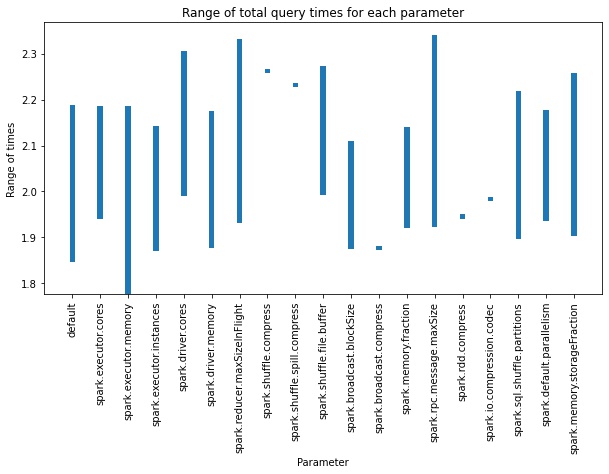 Range of total query times for each parameter
Range of times
2.3
2.2
2.1
2.0
1.9
1.8
default
spark.executor.cores
spark.executor.memory
spark.executor.instances
spark.driver.cores
spark.driver.memory
spark.reducer.maxSizeInFlight
spark.shuffle.compress
spark.shuffle.spill.compress
spark.shuffle.file.buffer
spark.broadcast.blockSize
spark.broadcast.compress
spark.memory.fraction
spark.rpc.message.maxSize
spark.rdd.compress
spark.io.compression.codec
spark.sql.shuffle.partitions
spark.default.parallelism
spark.memory.storageFraction
Parameter